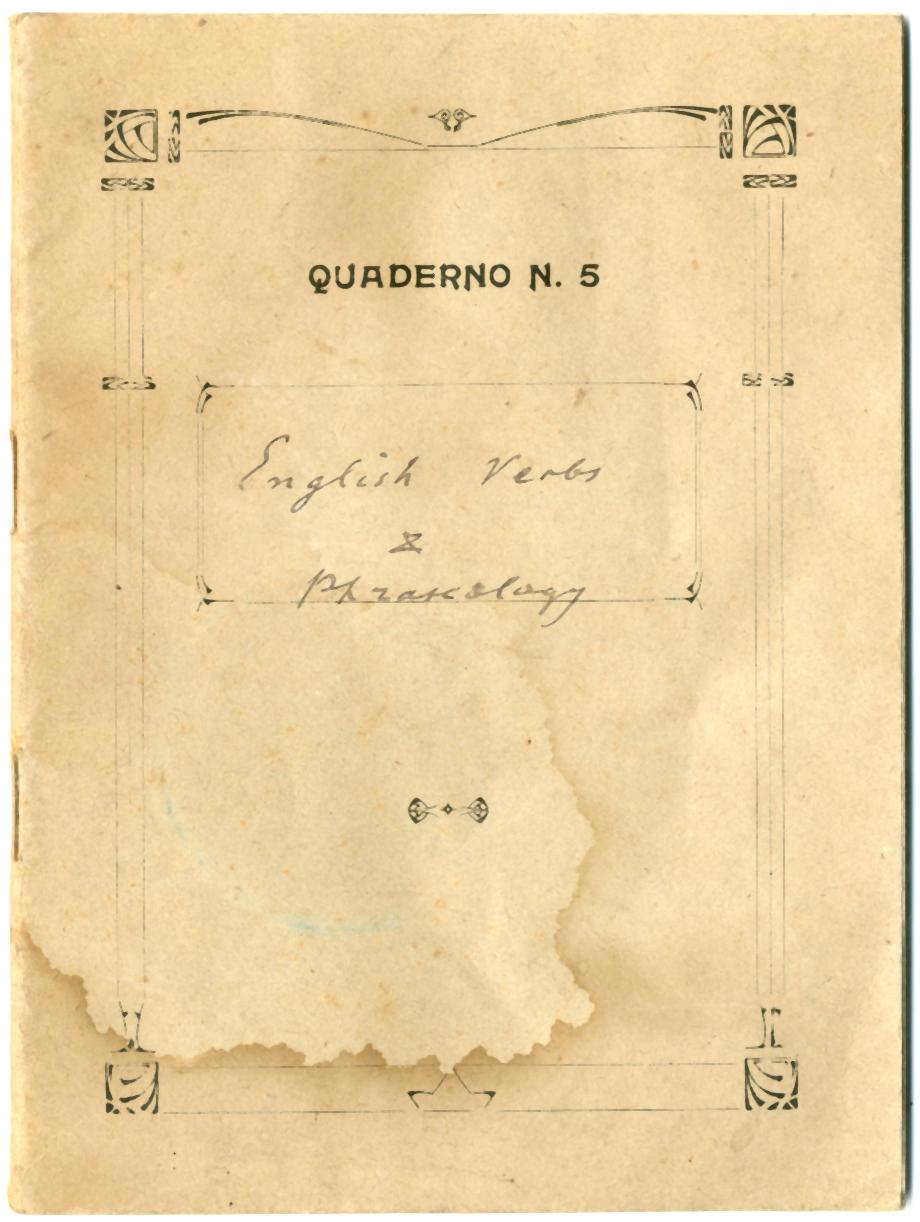 QUADERNO N. 5
English Verbs
&
Phraseology